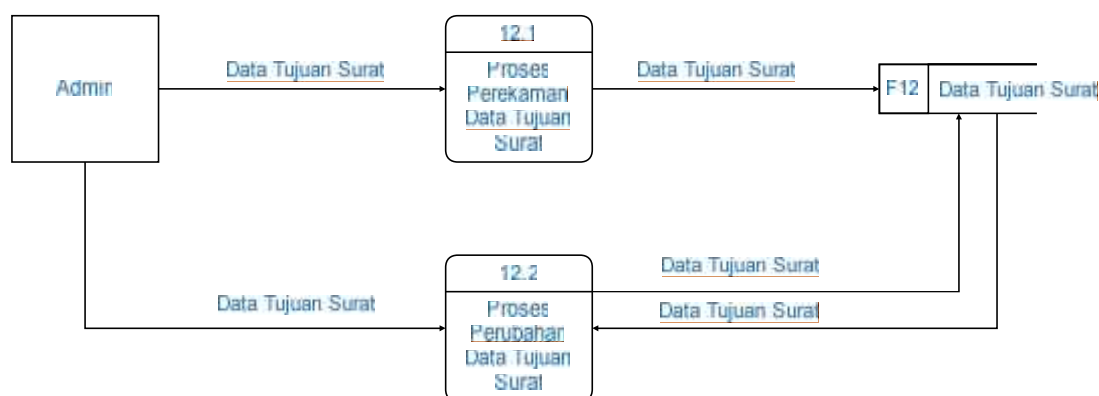 12.1
Data Tujuan Surat
Data Tujuan Surat
Admin
Proses
Perekaman
Data Tujuan
Surat
F12
Data Tujuan Surat
12.2
Data Tujuan Surat
Data Tujuan Surat
Data Tujuan Surat
Proses
Perubahan
Data Tujuan
Surat